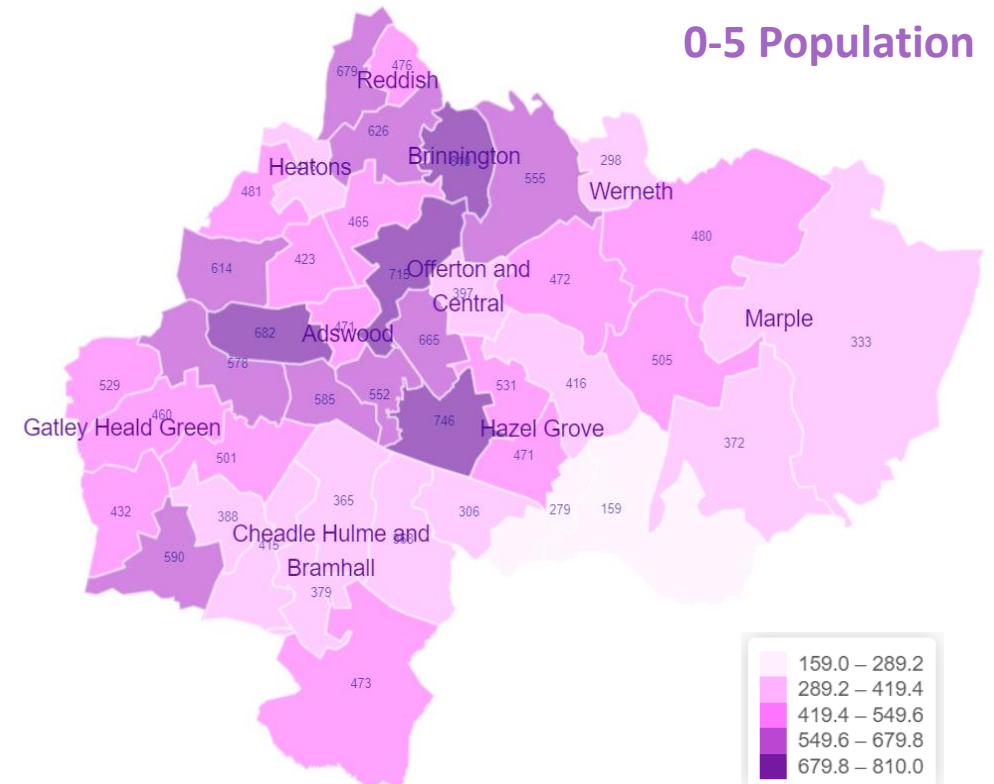 0-5 Population
679
476
Reddish
626
Heatons
Brinnington
298
481
555
Werneth
465
480
423
614
715
Offerton and
472
397
Central
Marple
682
471
Adswood
665
333
578
505
529
416
531
552
585
460
746
Gatley Heald Green
Hazel Grove
372
471
501
365
432
306
279
159
388
Cheadle Hulme and
415
590
Bramhall
379
473
159.0 – 289.2
289.2 – 419.4
419.4 – 549.6
549.6 – 679.8
679.8 – 810.0